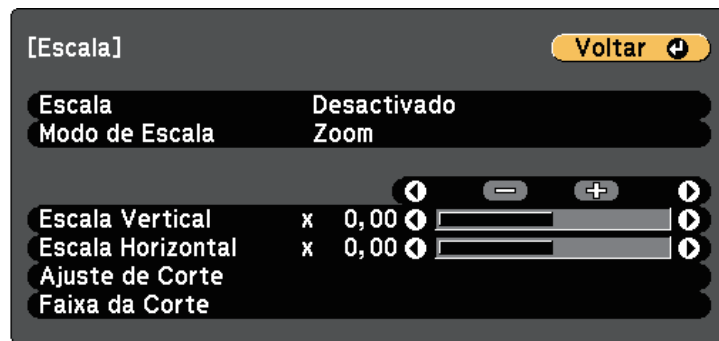 [Escala] Voltar
Escala Desactivado
Modo de Escala Zoom
Escala Vertical x 0,00
Escala Horizontal x 0,00
Ajuste de Corte
Faixa da Corte